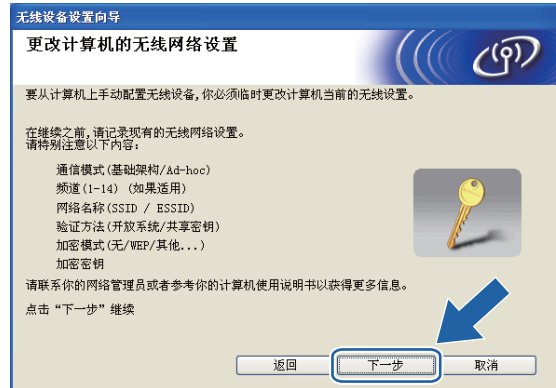 无线设备设置向导
更改计算机的无线网络设置
要从计算机上手动配置无线设备,你必须临时更改计算机当前的无线设置。
在继续之前,请记录现有的无线网络设置。
请特别注意以下内容:
通信模式(基础架构/Ad-hoc)
频道(1-14) (如果适用)
网络名称(SSID / ESSID)
验证方法(开放系统/共享密钥)
加密模式(无/WEP/其他...)
加密密钥
请联系你的网络管理员或者参考你的计算机使用说明书以获得更多信息。
点击“下一步”继续
返回 下一步 取消